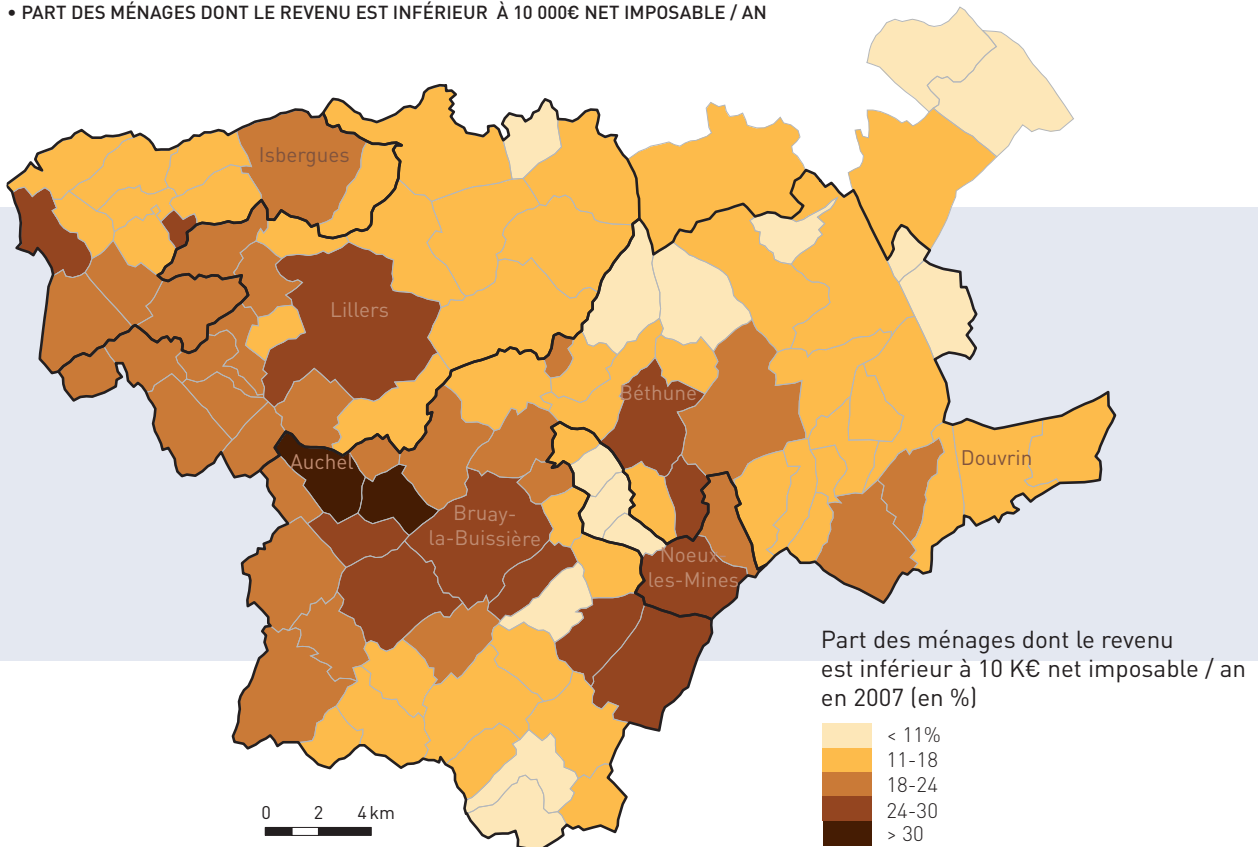 • PART DES MÉNAGES DONT LE REVENU EST INFÉRIEUR À 10 000€ NET IMPOSABLE / AN
Isbergues
Lillers
Béthune
Auchel
Douvrin
Bruay-
la-Buissière
Noeux-
les-Mines
Part des ménages dont le revenu
est inférieur à 10 K€ net imposable / an
en 2007 (en %)
< 11%
11-18
18-24
24-30
> 30
0 2 4 km